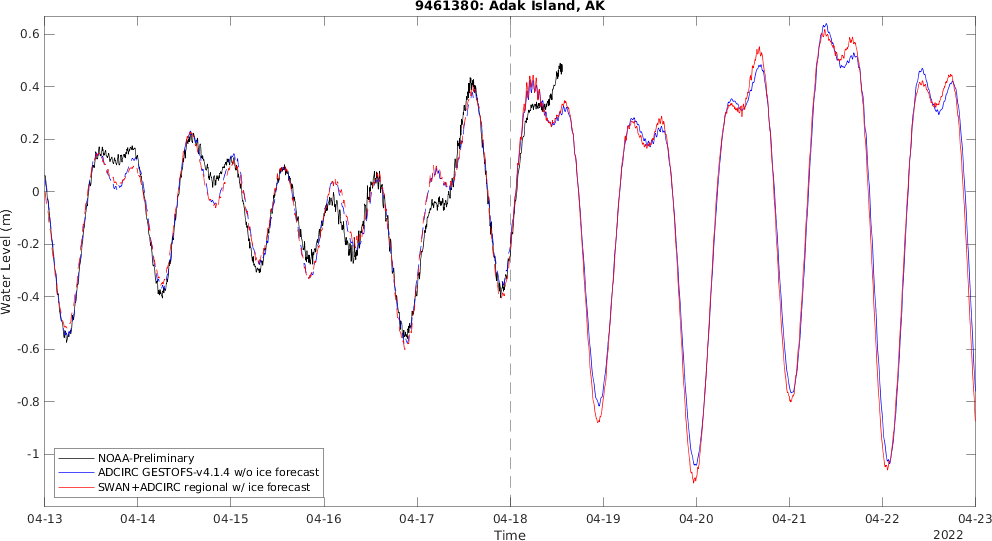 9461380: Adak Island, AK
Water Level (m)
0.6
0.4
0.2
0
-0.2
-0.4
-0.6
-0.8
-1
NOAA-Preliminary
ADCIRC GESTOFS-v4.1.4 w/o ice forecast
SWAN+ADCIRC regional w/ ice forecast
04-13 04-14 04-15 04-16 04-17 04-18 04-19 04-20 04-21 04-22 04-23
Time
2022